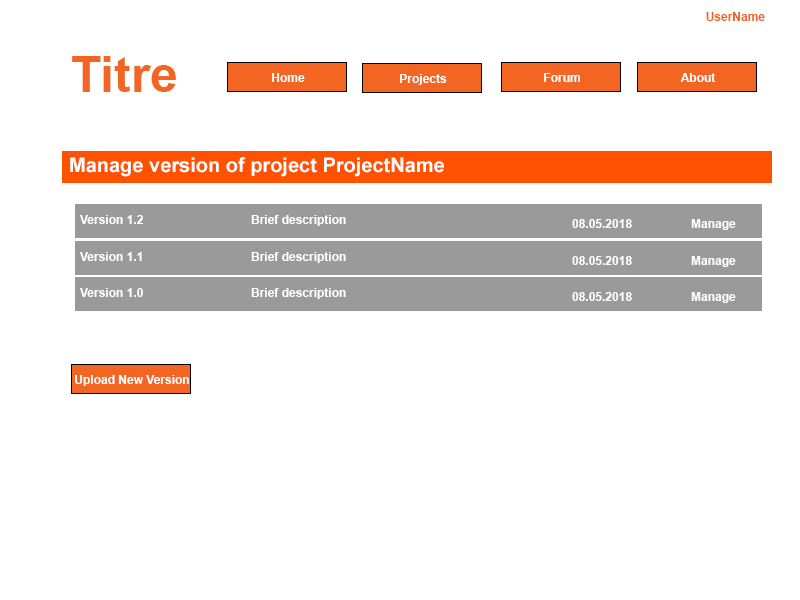 UserName
Titre
Home
Projects
Forum
About
Manage version of project ProjectName
Version 1.2 Brief description 08.05.2018 Manage
Version 1.1 Brief description 08.05.2018 Manage
Version 1.0 Brief description 08.05.2018 Manage
Upload New Version